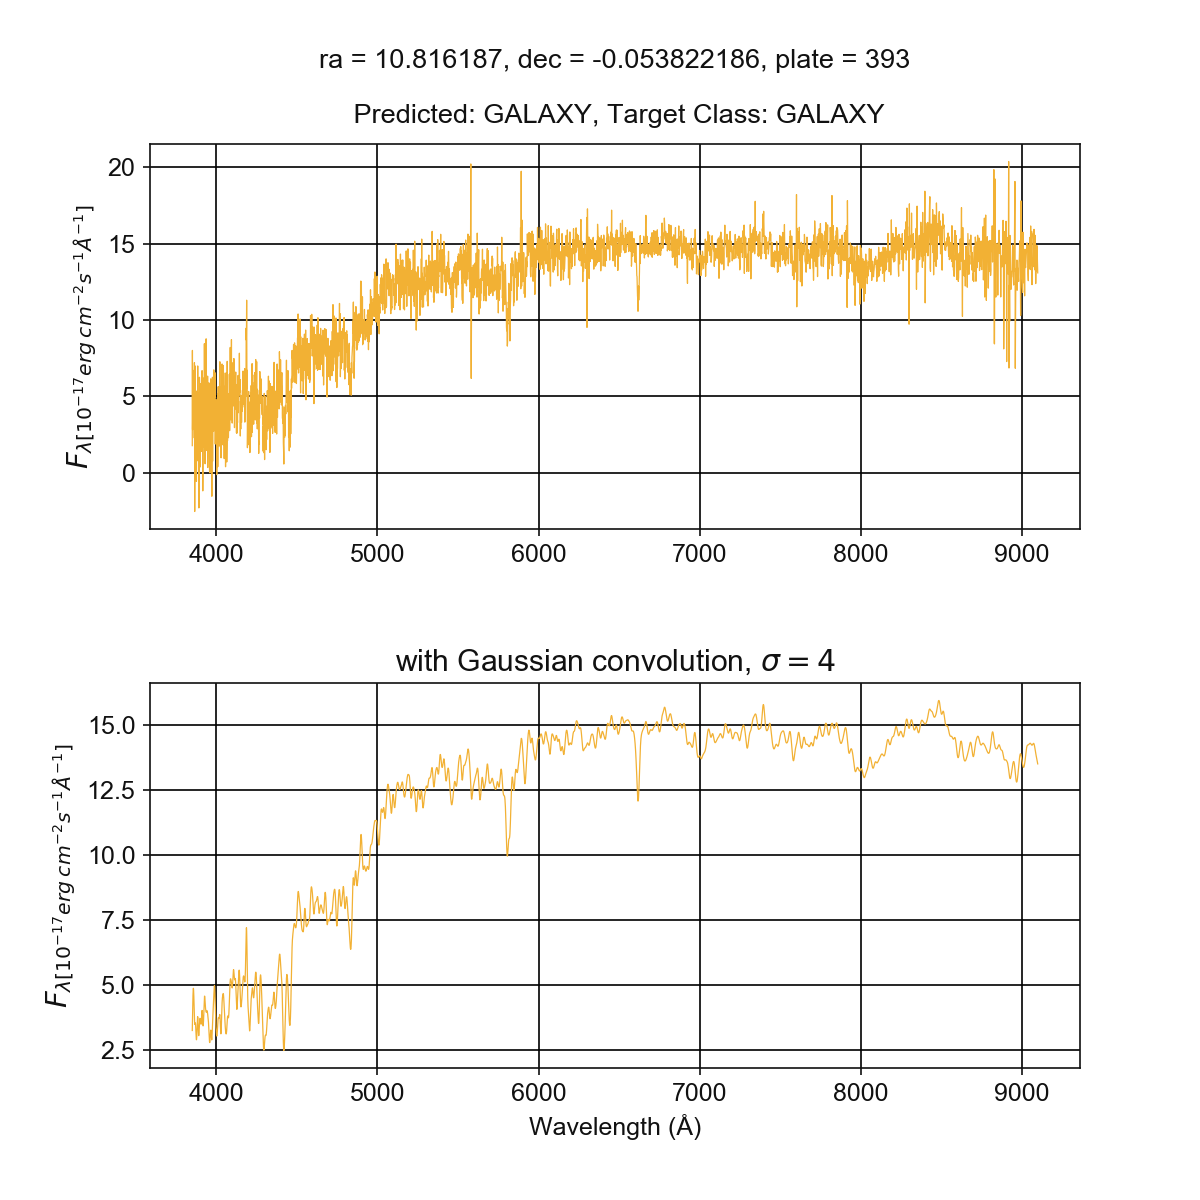 ra = 10.816187, dec = -0.053822186, plate = 393
Predicted: GALAXY, Target Class: GALAXY
F_λ[10⁻¹⁷erg cm⁻²s⁻¹Å⁻¹]
20
15
10
5
0
4000 5000 6000 7000 8000 9000
with Gaussian convolution, σ = 4
F_λ[10⁻¹⁷erg cm⁻²s⁻¹Å⁻¹]
15.0
12.5
10.0
7.5
5.0
2.5
4000 5000 6000 7000 8000 9000
Wavelength (Å)